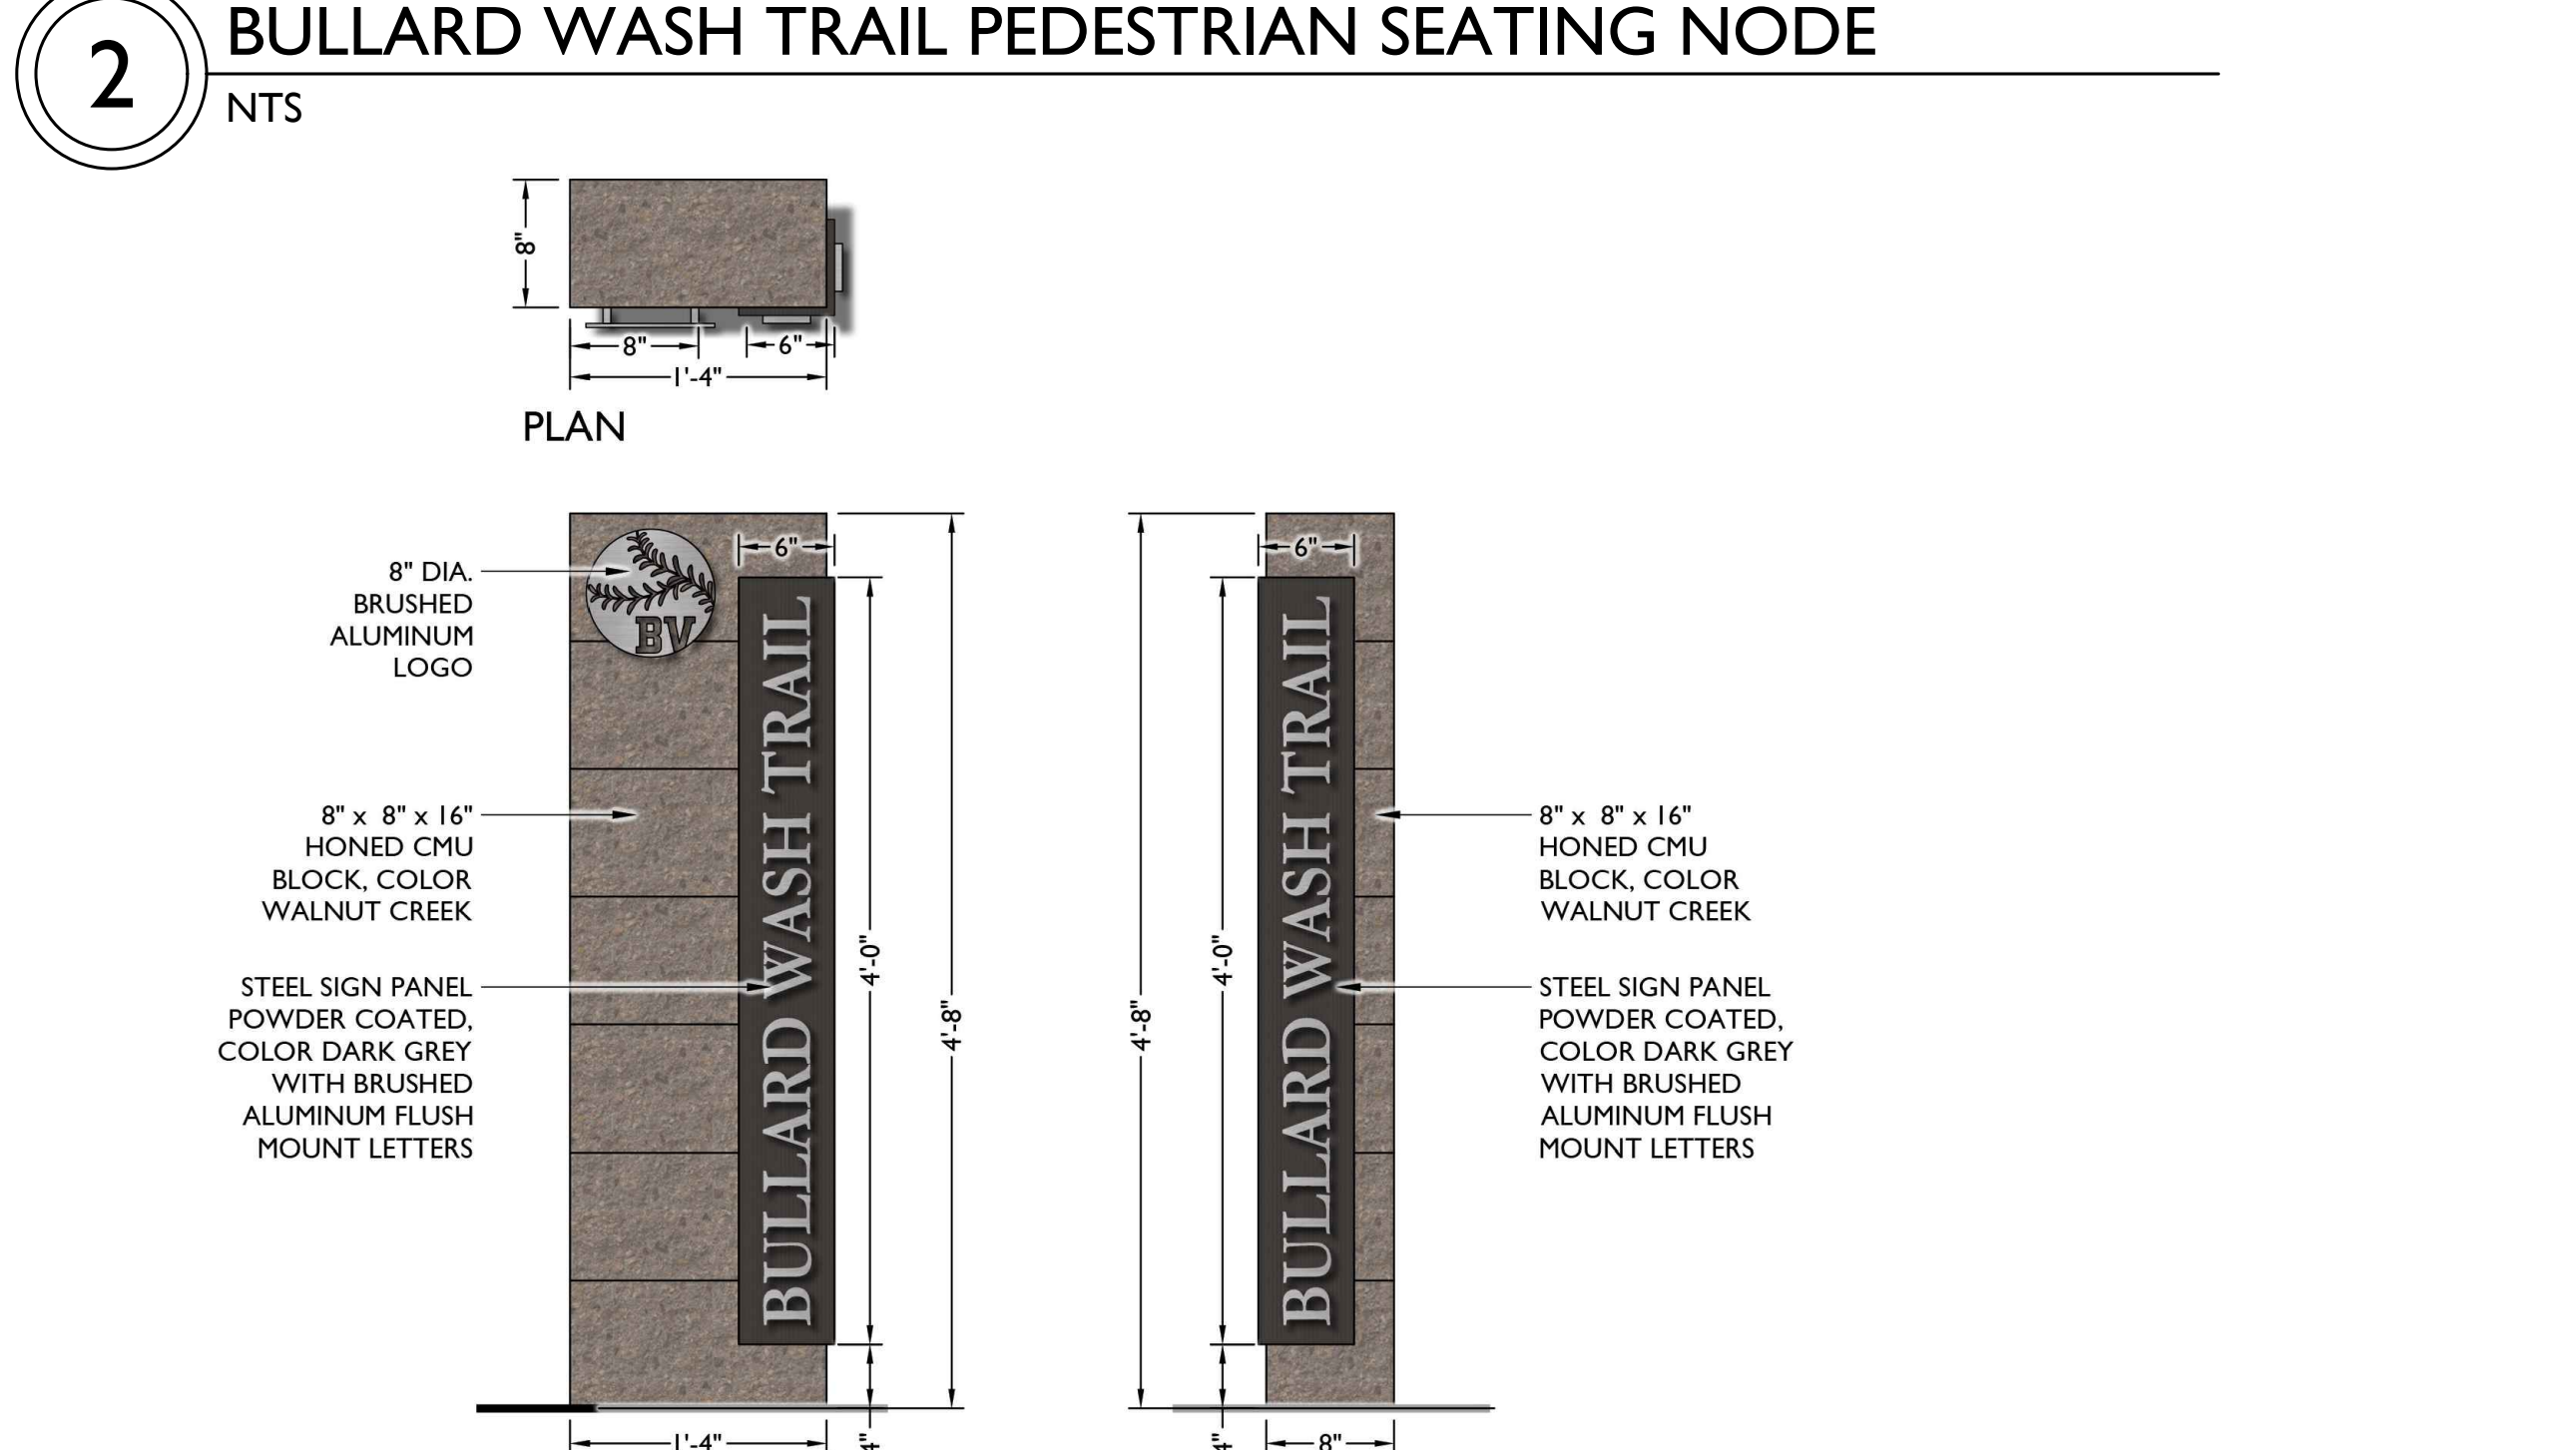 2
BULLARD WASH TRAIL PEDESTRIAN SEATING NODE
NTS
8"
8"
6"
1'-4"
PLAN
8" DIA.
BRUSHED
ALUMINUM
LOGO
BV
6"
BULLARD WASH TRAIL
8" x 8" x 16"
HONED CMU
BLOCK, COLOR
WALNUT CREEK
STEEL SIGN PANEL
POWDER COATED,
COLOR DARK GREY
WITH BRUSHED
ALUMINUM FLUSH
MOUNT LETTERS
4'-0"
4'-8"
1'-4"
4"
6"
BULLARD WASH TRAIL
4'-8"
4'-0"
8" x 8" x 16"
HONED CMU
BLOCK, COLOR
WALNUT CREEK
STEEL SIGN PANEL
POWDER COATED,
COLOR DARK GREY
WITH BRUSHED
ALUMINUM FLUSH
MOUNT LETTERS
4"
8"